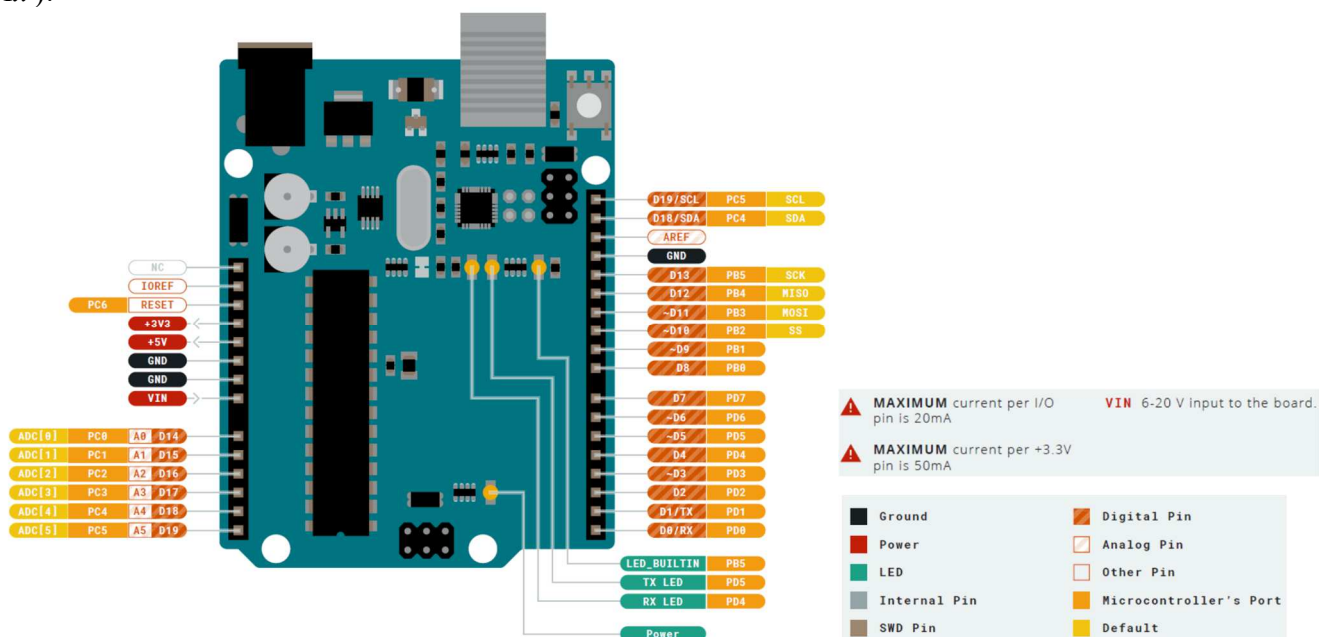 NC
IOREF
PC6 RESET
+3V3
+5V
GND
GND
VIN
ADC[0] PC0 A0 D14
ADC[1] PC1 A1 D15
ADC[2] PC2 A2 D16
ADC[3] PC3 A3 D17
ADC[4] PC4 A4 D18
ADC[5] PC5 A5 D19
D19/SCL PC5 SCL
D18/SDA PC4 SDA
AREF
GND
D13 PB5 SCK
D12 PB4 MISO
~D11 PB3 MOSI
~D10 PB2 SS
~D9 PB1
D8 PB0
D7 PD7
~D6 PD6
~D5 PD5
D4 PD4
~D3 PD3
D2 PD2
D1/TX PD1
D0/RX PD0
LED_BUILTIN PB5
TX LED PD5
RX LED PD4
Power
MAXIMUM current per I/O
pin is 20mA
MAXIMUM current per +3.3V
pin is 50mA
VIN 6-20 V input to the board.
Ground
Power
LED
Internal Pin
SWD Pin
Digital Pin
Analog Pin
Other Pin
Microcontroller's Port
Default